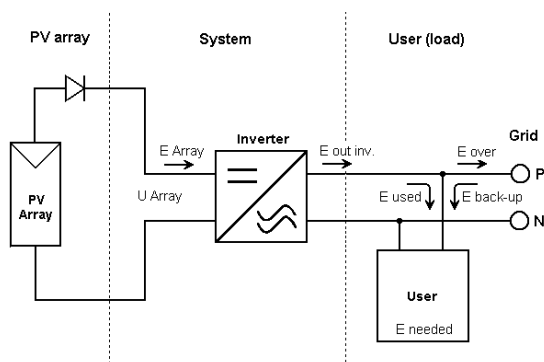 PV array
System
User (load)
E Array
Inverter
E out inv.
E over
Grid
P
PV
Array
U Array
E used
E back-up
N
User
E needed